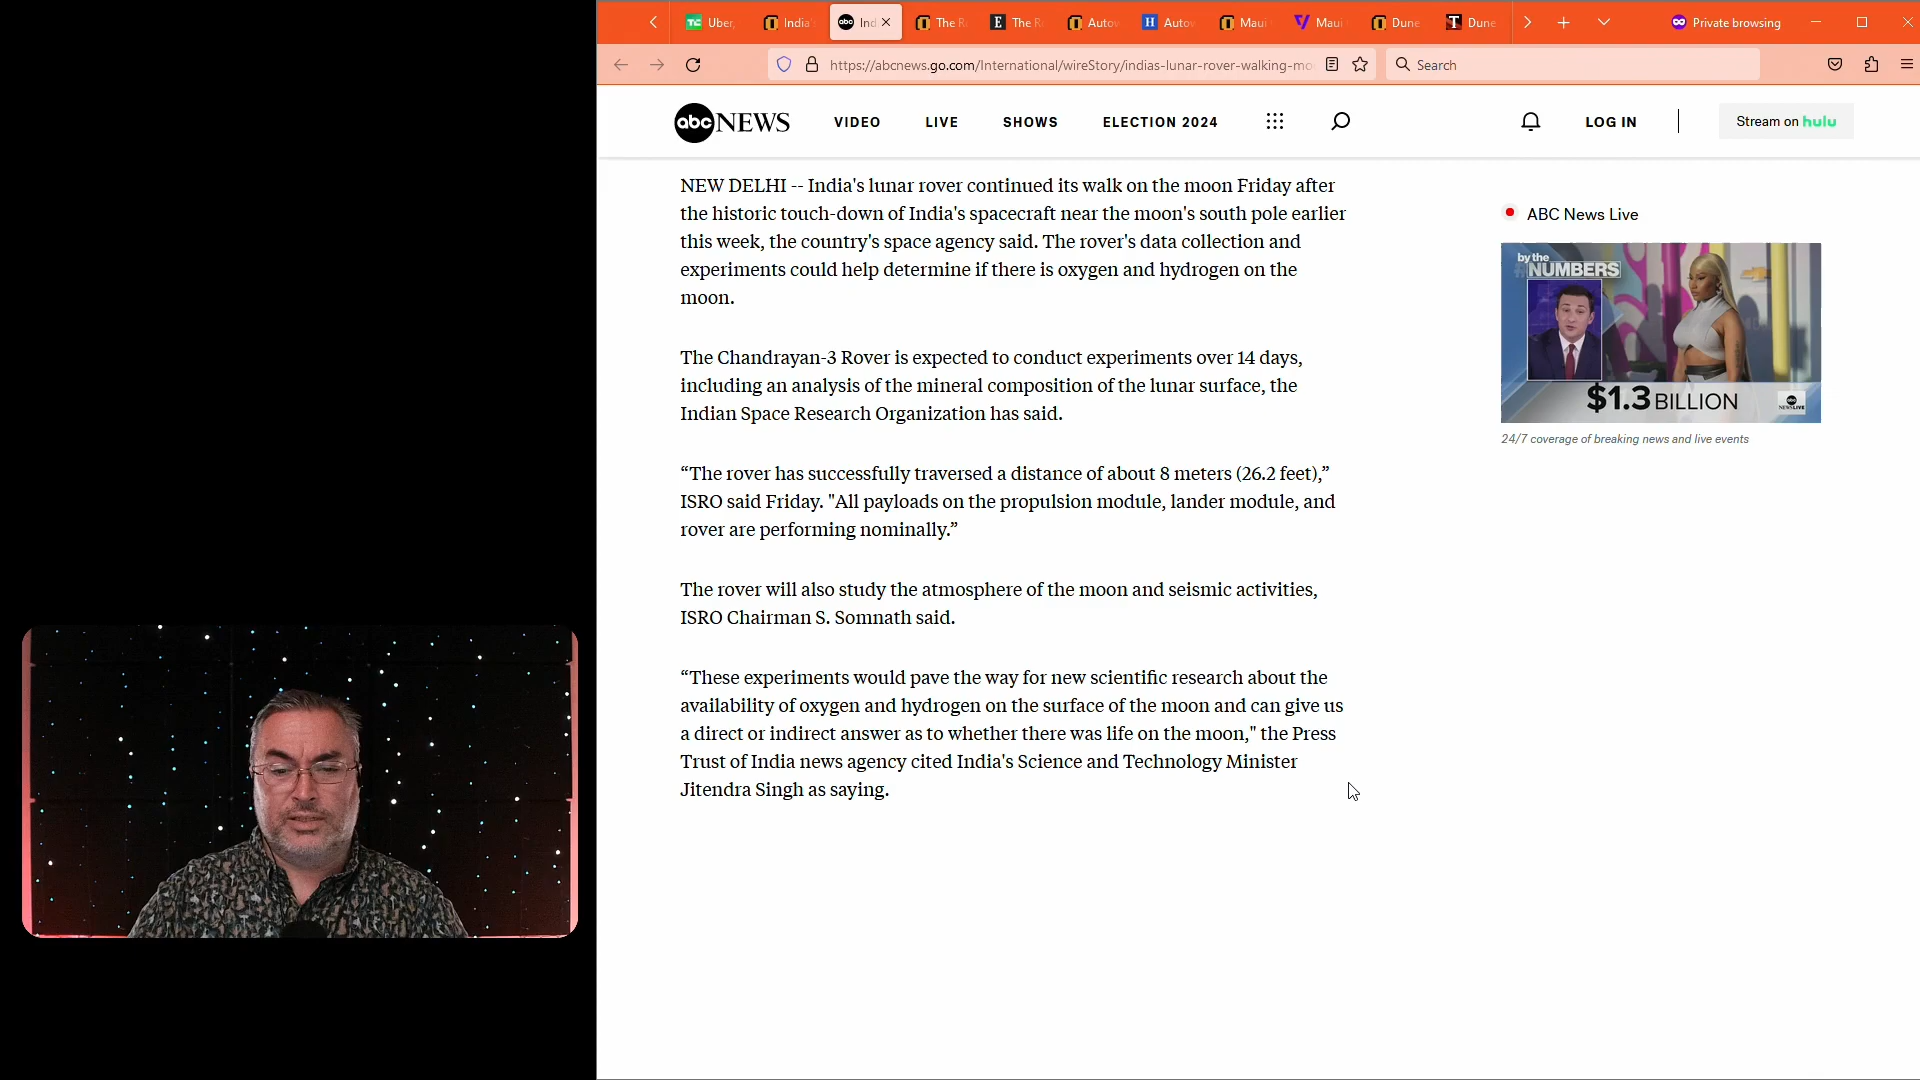 Uber,
India'
Ind
The R
The R
Autov
Autov
Maui
Maui
Dune
Dune
Private browsing
https://abcnews.go.com/International/wireStory/indias-lunar-rover-walking-mo
Search
abc NEWS
VIDEO
LIVE
SHOWS
ELECTION 2024
LOG IN
Stream on hulu
NEW DELHI -- India's lunar rover continued its walk on the moon Friday after
the historic touch-down of India's spacecraft near the moon's south pole earlier
this week, the country's space agency said. The rover's data collection and
experiments could help determine if there is oxygen and hydrogen on the
moon.
The Chandrayan-3 Rover is expected to conduct experiments over 14 days,
including an analysis of the mineral composition of the lunar surface, the
Indian Space Research Organization has said.
“The rover has successfully traversed a distance of about 8 meters (26.2 feet),”
ISRO said Friday. "All payloads on the propulsion module, lander module, and
rover are performing nominally.”
The rover will also study the atmosphere of the moon and seismic activities,
ISRO Chairman S. Somnath said.
“These experiments would pave the way for new scientific research about the
availability of oxygen and hydrogen on the surface of the moon and can give us
a direct or indirect answer as to whether there was life on the moon," the Press
Trust of India news agency cited India's Science and Technology Minister
Jitendra Singh as saying.
ABC News Live
by the
#NUMBERS
$1.3 BILLION
24/7 coverage of breaking news and live events